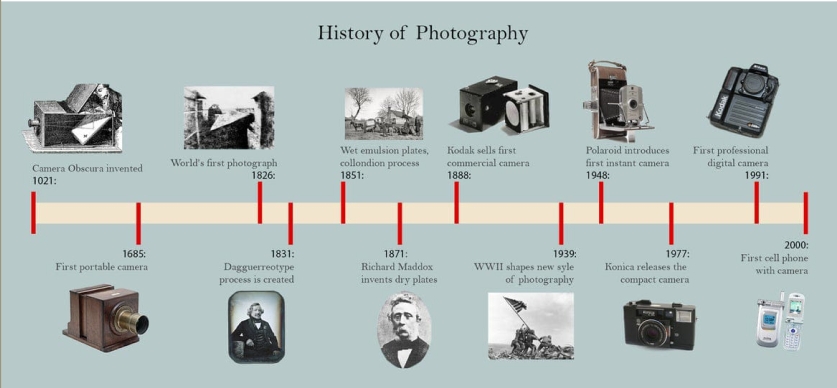 History of Photography
Camera Obscura invented
1021:
World's first photograph
1826:
Wet emulsion plates,
collondion process
1851:
Kodak sells first
commercial camera
1888:
Polaroid introduces
first instant camera
1948:
First professional
digital camera
1991:
1685:
First portable camera
1831:
Dagguerreotype
process is created
1871:
Richard Maddox
invents dry plates
1939:
WWII shapes new syle
of photography
1977:
Konica releases the
compact camera
2000:
First cell phone
with camera
Kodak